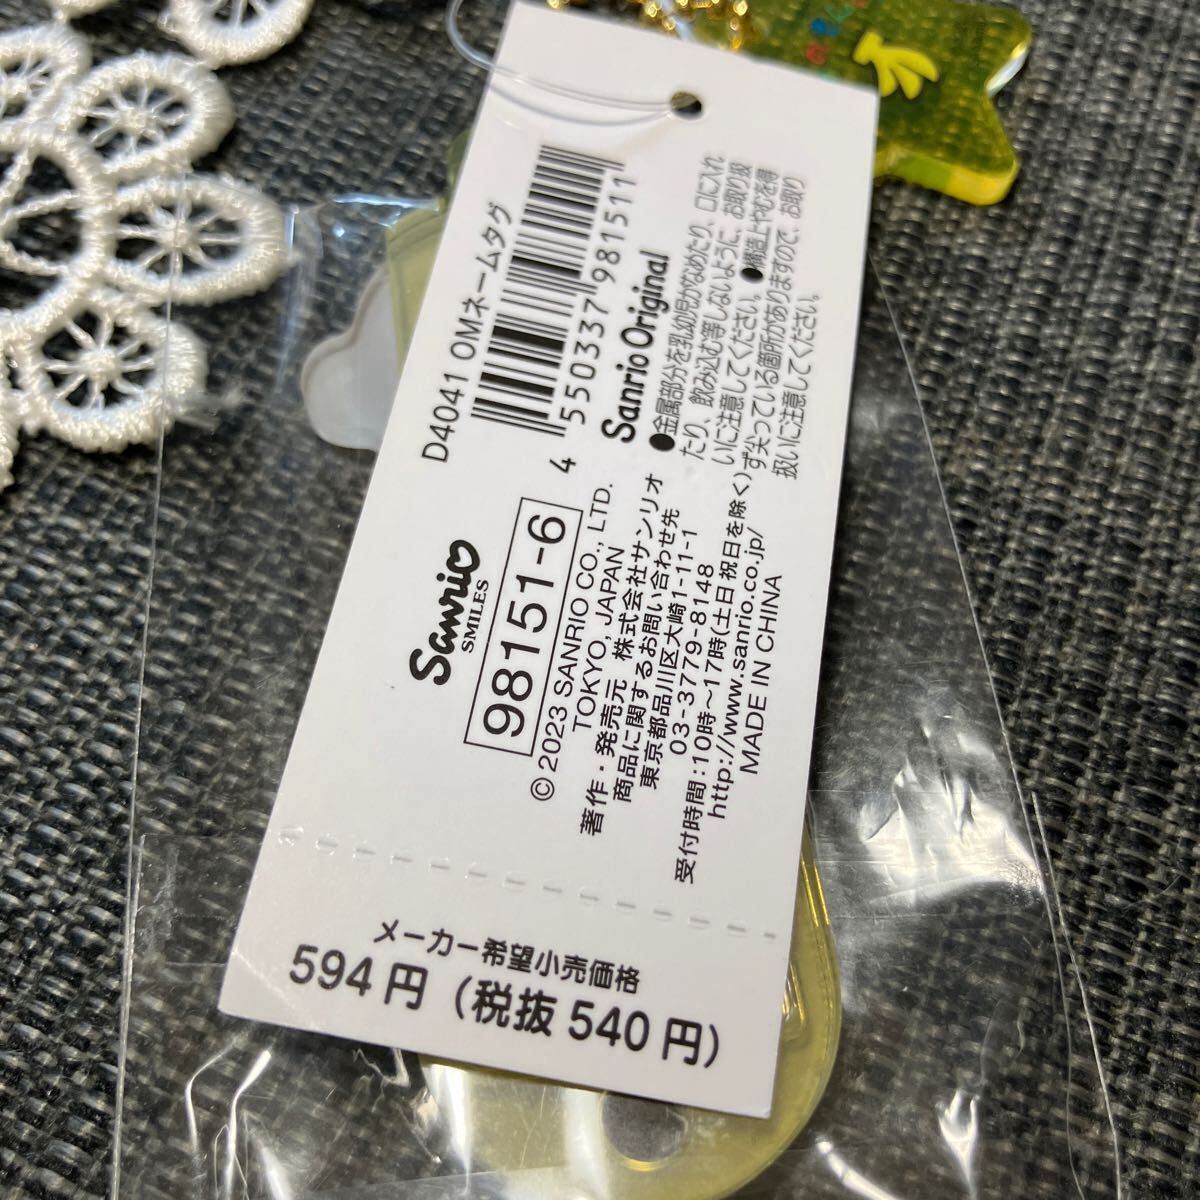 D4041 OMネームタグ
4 550337 981511
Sanrio
SMILES
98151-6
Sanrio Original
©2023 SANRIO CO., LTD.
TOKYO, JAPAN
著作・発売元 株式会社サンリオ
商品に関するお問い合わせ先
東京都品川区大崎1-11-1
03-3779-8148
受付時間:10時〜17時(土日祝日を除く)
http://www.sanrio.co.jp/
MADE IN CHINA
●金属部分を乳幼児がなめたり、口に入れ
たり、飲み込む等しないように、お取り扱
いに注意してください。 ●構造上やむを得
ず尖っている箇所がありますので、お取り
扱いに注意してください。
メーカー希望小売価格
594円（税抜540円）